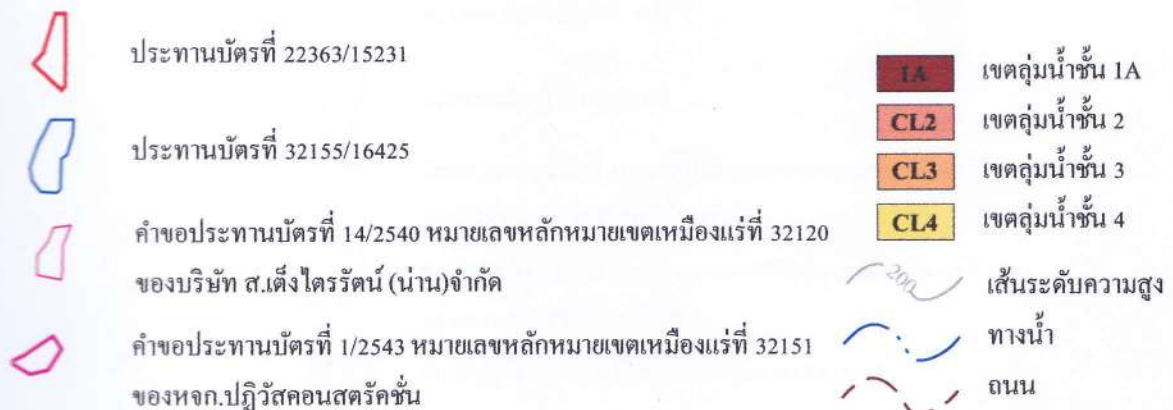 ประทานบัตรที่ 22363/15231
ประทานบัตรที่ 32155/16425
คำขอประทานบัตรที่ 14/2540 หมายเลขหลักหมายเขตเหมืองแร่ที่ 32120
ของบริษัท ส.เต็งไตรรัตน์ (น่าน)จำกัด
คำขอประทานบัตรที่ 1/2543 หมายเลขหลักหมายเขตเหมืองแร่ที่ 32151
ของหจก.ปฏิวัสคอนสตรัคชั่น
1A เขตลุ่มน้ำชั้น 1A
CL2 เขตลุ่มน้ำชั้น 2
CL3 เขตลุ่มน้ำชั้น 3
CL4 เขตลุ่มน้ำชั้น 4
200 เส้นระดับความสูง
ทางน้ำ
ถนน